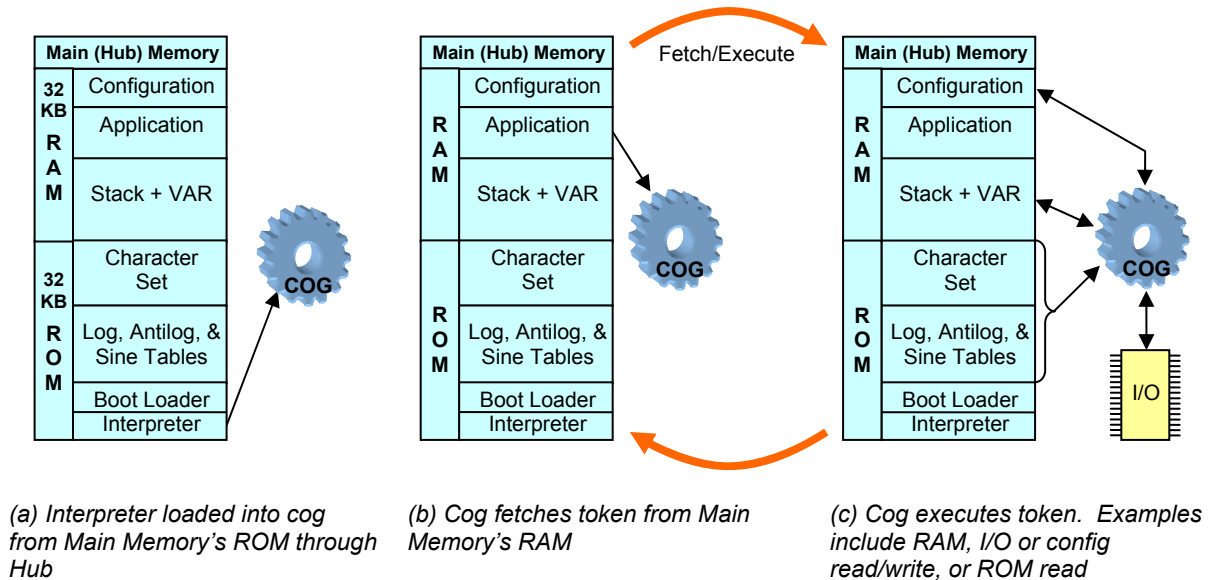 Main (Hub) Memory
32
KB
R
A
M
Configuration
Application
Stack + VAR
32
KB
R
O
M
Character
Set
Log, Antilog, &
Sine Tables
Boot Loader
Interpreter
COG
(a) Interpreter loaded into cog
from Main Memory’s ROM through
Hub
Fetch/Execute
Main (Hub) Memory
R
A
M
Configuration
Application
Stack + VAR
R
O
M
Character
Set
Log, Antilog, &
Sine Tables
Boot Loader
Interpreter
COG
(b) Cog fetches token from Main
Memory’s RAM
Main (Hub) Memory
R
A
M
Configuration
Application
Stack + VAR
R
O
M
Character
Set
Log, Antilog, &
Sine Tables
Boot Loader
Interpreter
COG
I/O
(c) Cog executes token.  Examples
include RAM, I/O or config
read/write, or ROM read